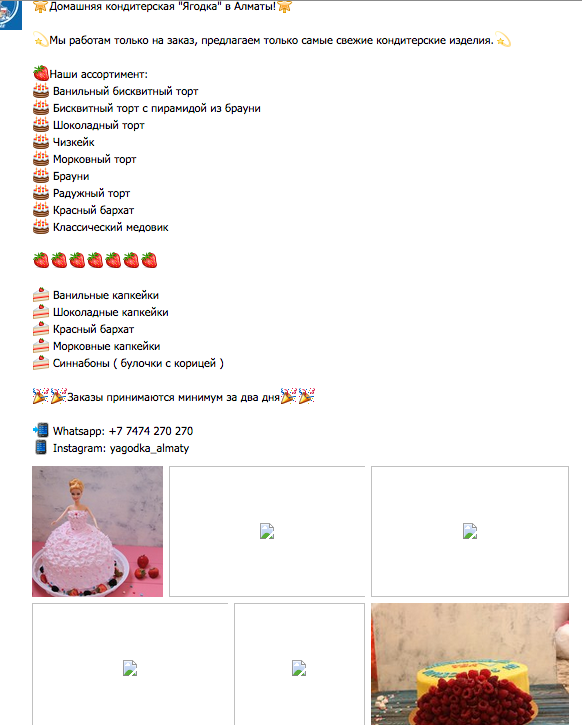 Домашняя кондитерская "Ягодка" в Алматы!
Мы работам только на заказ, предлагаем только самые свежие кондитерские изделия.
Наши ассортимент:
Ванильный бисквитный торт
Бисквитный торт с пирамидой из брауни
Шоколадный торт
Чизкейк
Морковный торт
Брауни
Радужный торт
Красный бархат
Классический медовик
Ванильные капкейки
Шоколадные капкейки
Красный бархат
Морковные капкейки
Синнабоны ( булочки с корицей )
Заказы принимаются минимум за два дня
Whatsapp: +7 7474 270 270
Instagram: yagodka_almaty